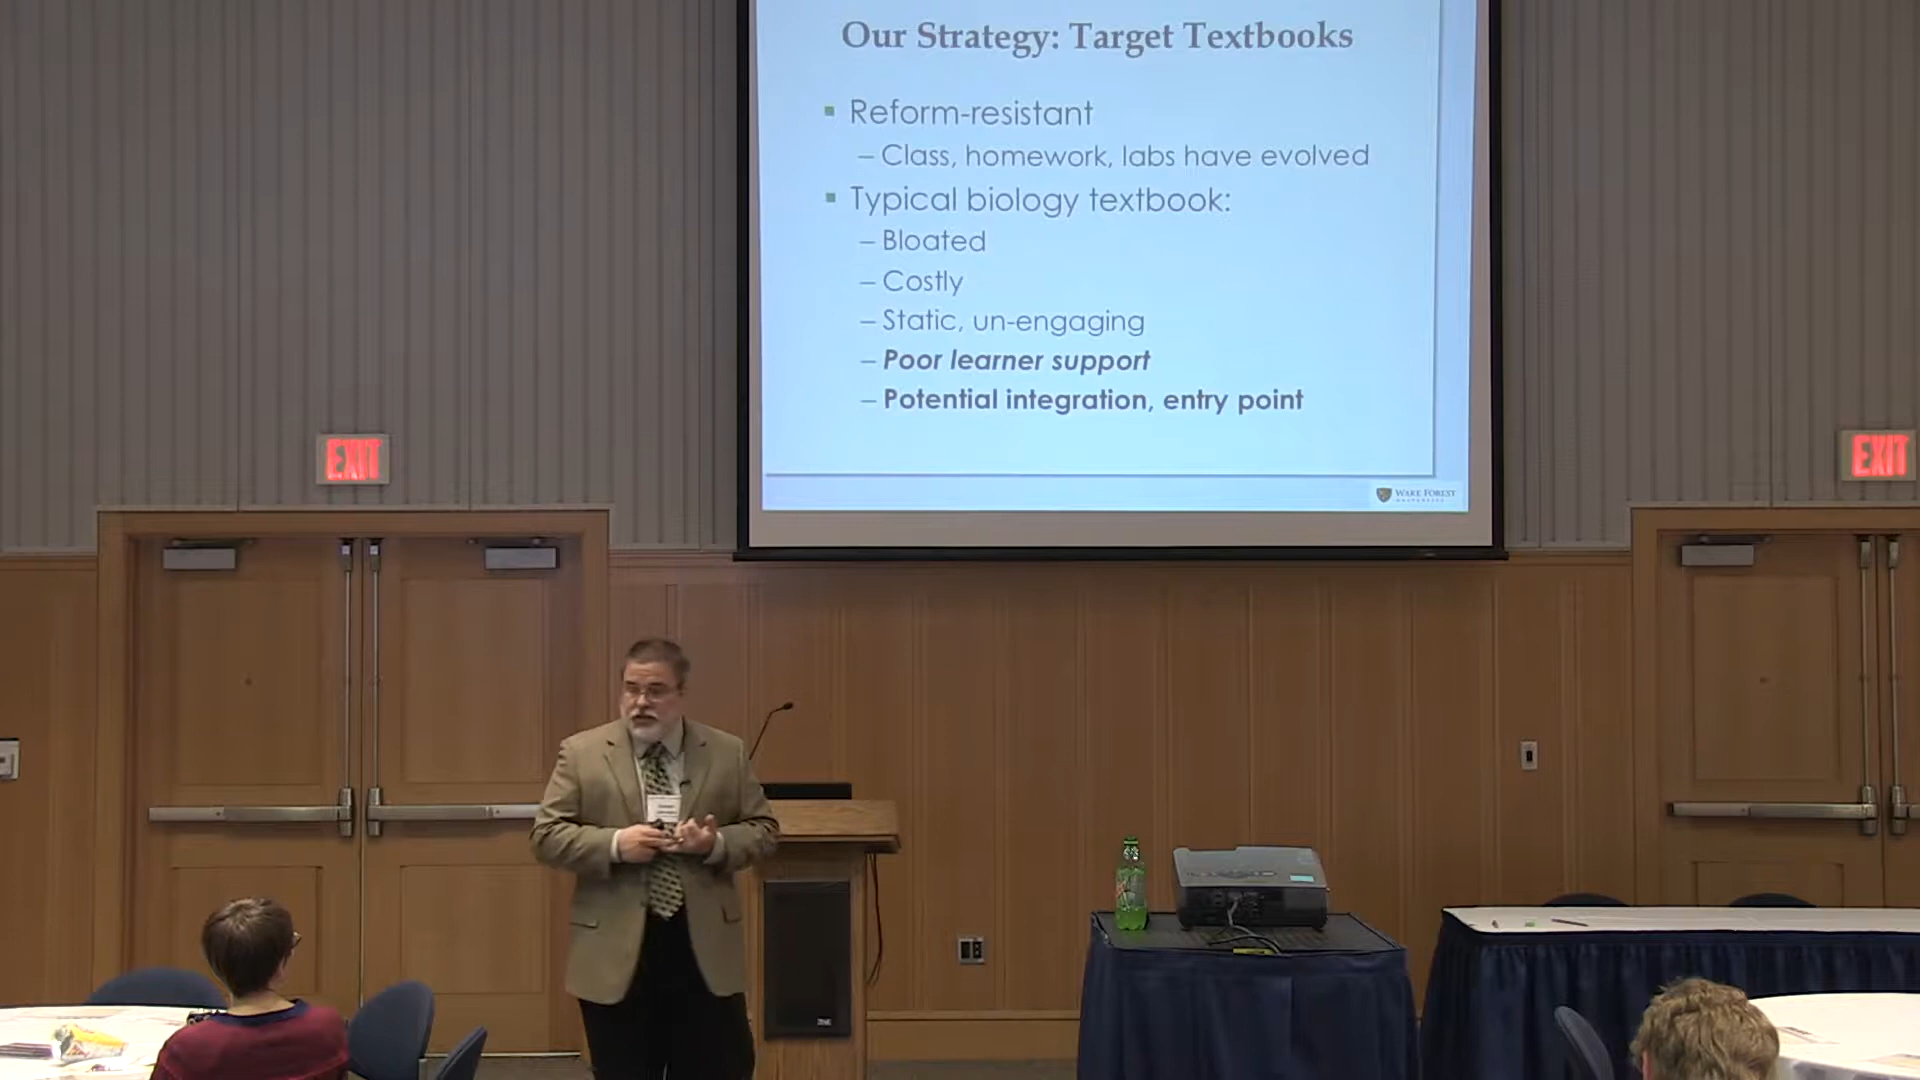 Our Strategy: Target Textbooks
▪ Reform-resistant
– Class, homework, labs have evolved
▪ Typical biology textbook:
– Bloated
– Costly
– Static, un-engaging
– Poor learner support
– Potential integration, entry point
WAKE FOREST
EXIT
EXIT